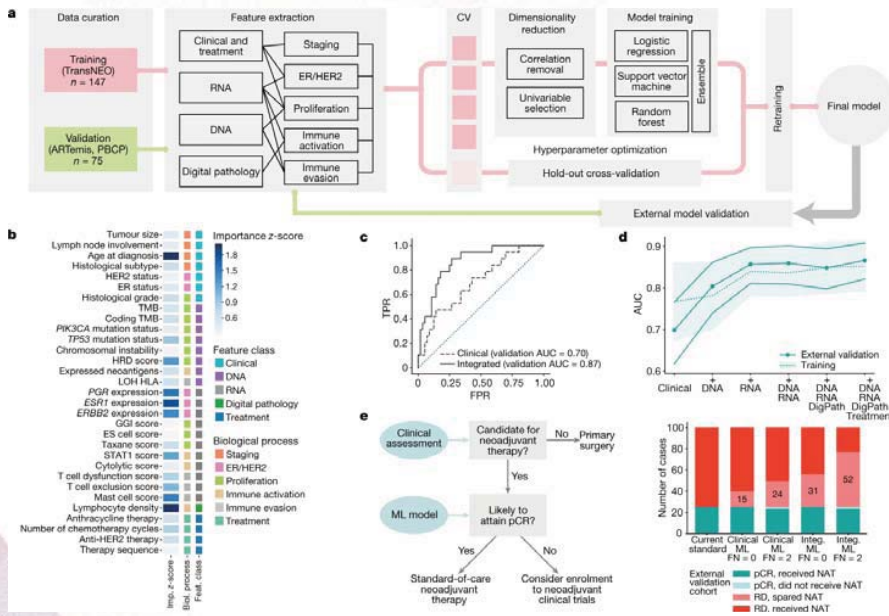 a
Data curation
Feature extraction
CV
Dimensionality
reduction
Model training
Training
(TransNEO)
n = 147
Validation
(ARTemis, PBCP)
n = 75
Clinical and
treatment
RNA
DNA
Digital pathology
Staging
ER/HER2
Proliferation
Immune
activation
Immune
evasion
Correlation
removal
Univariable
selection
Logistic
regression
Support vector
machine
Random
forest
Ensemble
Hyperparameter optimization
Hold-out cross-validation
Retraining
Final model
External model validation
b
Tumour size
Lymph node involvement
Age at diagnosis
Histological subtype
HER2 status
ER status
Histological grade
TMB
Coding TMB
PIK3CA mutation status
TP53 mutation status
Chromosomal instability
HRD score
Expressed neoantigens
LOH HLA
PGR expression
ESR1 expression
ERBB2 expression
GGI score
ES cell score
Taxane score
STAT1 score
Cytolytic score
T cell dysfunction score
T cell exclusion score
Mast cell score
Lymphocyte density
Anthracycline therapy
Number of chemotherapy cycles
Anti-HER2 therapy
Therapy sequence
Imp. z-score
Biol. process
Feat. class
Importance z-score
1.8
1.2
0.6
Feature class
Clinical
DNA
RNA
Digital pathology
Treatment
Biological process
Staging
ER/HER2
Proliferation
Immune activation
Immune evasion
Treatment
c
TPR
1.0
0.8
0.6
0.4
0.2
0
Clinical (validation AUC = 0.70)
Integrated (validation AUC = 0.87)
0
0.25
0.50
0.75
1.00
FPR
d
AUC
0.9
0.8
0.7
0.6
External validation
Training
Clinical
+
DNA
+
RNA
+
DNA
RNA
+
DNA
RNA
DigPath
+
DNA
RNA
DigPath
Treatment
e
Clinical
assessment
Candidate for
neoadjuvant
therapy?
No
Primary
surgery
Yes
ML model
Likely to
attain pCR?
Yes
No
Standard-of-care
neoadjuvant
therapy
Consider enrolment
to neoadjuvant
clinical trials
Number of cases
100
80
60
40
20
0
15
24
31
52
Current
standard
Clinical
ML
FN = 0
Clinical
ML
FN = 2
Integ.
ML
FN = 0
Integ.
ML
FN = 2
External
validation
cohort
pCR, received NAT
pCR, did not receive NAT
RD, spared NAT
RD, received NAT